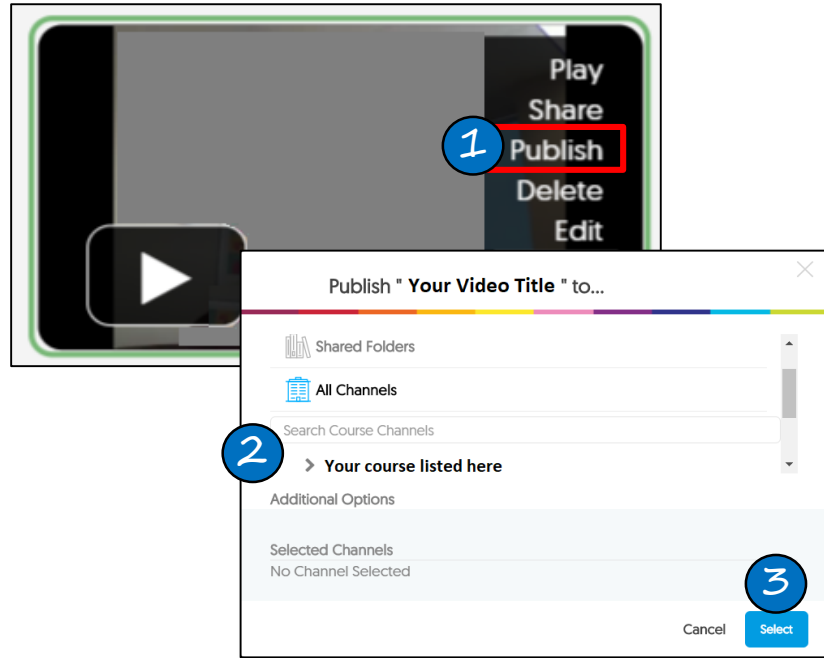 Play
Share
1
Publish
Delete
Edit
Publish " Your Video Title " to...
Shared Folders
All Channels
Search Course Channels
2
Your course listed here
Additional Options
Selected Channels
No Channel Selected
3
Cancel Select